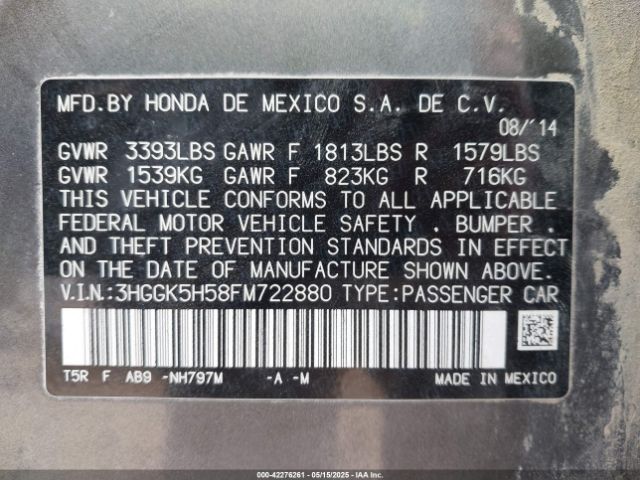 MFD.BY HONDA DE MEXICO S.A. DE C.V.
08/'14
GVWR 3393LBS GAWR F 1813LBS R 1579LBS
GVWR 1539KG GAWR F 823KG R 716KG
THIS VEHICLE CONFORMS TO ALL APPLICABLE
FEDERAL MOTOR VEHICLE SAFETY . BUMPER .
AND THEFT PREVENTION STANDARDS IN EFFECT
ON THE DATE OF MANUFACTURE SHOWN ABOVE.
V.I.N.:3HGGK5H58FM722880 TYPE:PASSENGER CAR
T5R F AB9 -NH797M -A -M MADE IN MEXICO
000-42276261 - 05/15/2025 - IAA Inc.